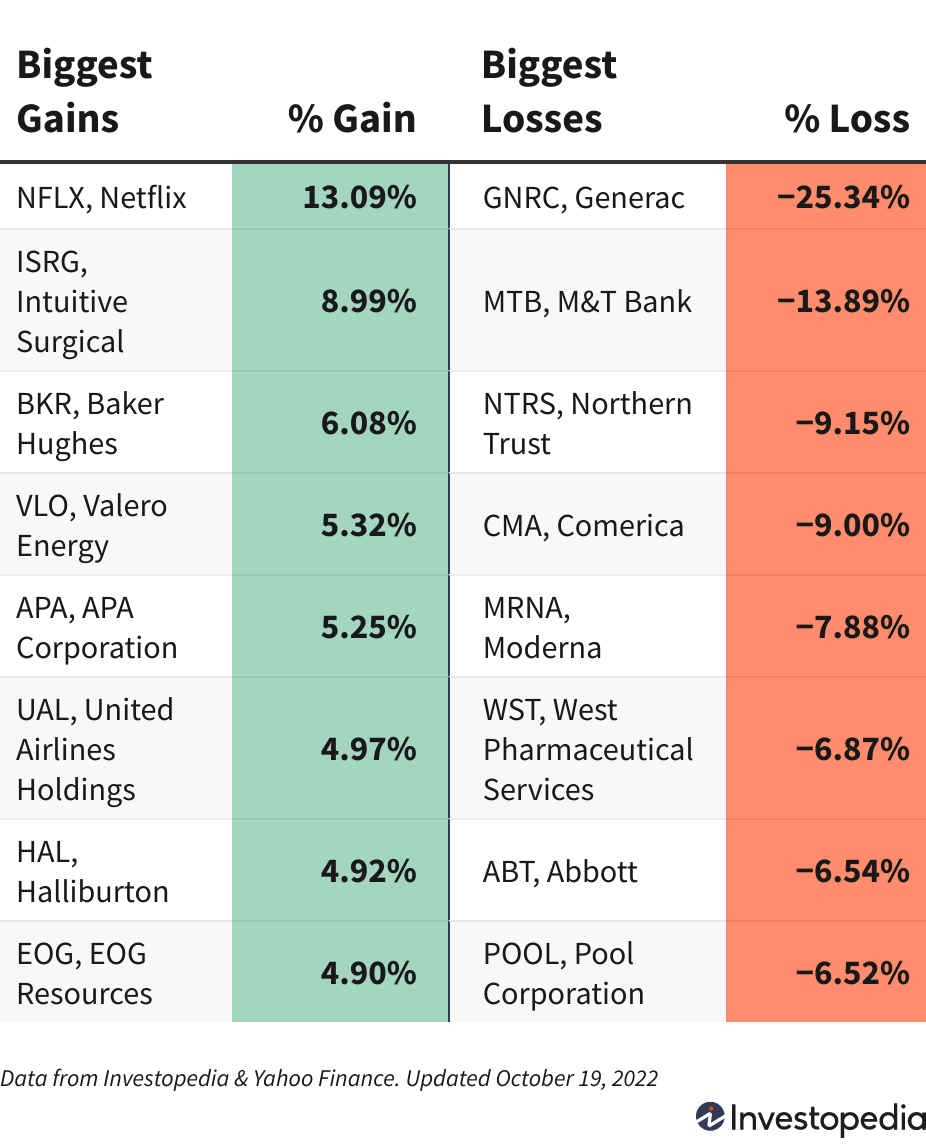 Biggest
Gains
% Gain
Biggest
Losses
% Loss
NFLX, Netflix
13.09%
GNRC, Generac
−25.34%
ISRG,
Intuitive
Surgical
8.99%
MTB, M&T Bank
−13.89%
BKR, Baker
Hughes
6.08%
NTRS, Northern
Trust
−9.15%
VLO, Valero
Energy
5.32%
CMA, Comerica
−9.00%
APA, APA
Corporation
5.25%
MRNA,
Moderna
−7.88%
UAL, United
Airlines
Holdings
4.97%
WST, West
Pharmaceutical
Services
−6.87%
HAL,
Halliburton
4.92%
ABT, Abbott
−6.54%
EOG, EOG
Resources
4.90%
POOL, Pool
Corporation
−6.52%
Data from Investopedia & Yahoo Finance. Updated October 19, 2022
Investopedia